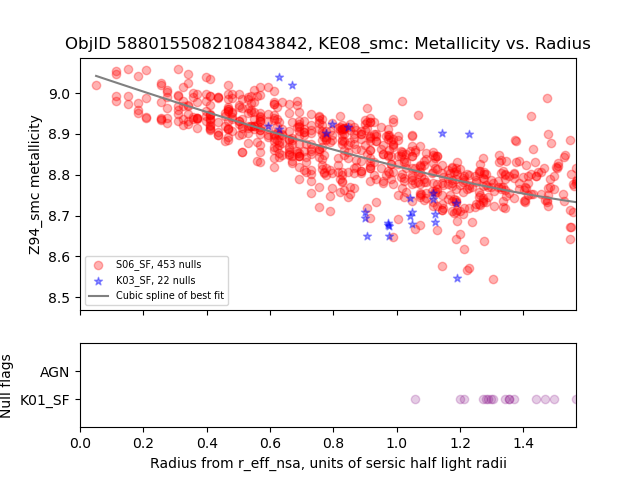 ObjID 588015508210843842, KE08_smc: Metallicity vs. Radius
Z94_smc metallicity
9.0
8.9
8.8
8.7
8.6
8.5
S06_SF, 453 nulls
K03_SF, 22 nulls
Cubic spline of best fit
Null flags
AGN
K01_SF
0.0 0.2 0.4 0.6 0.8 1.0 1.2 1.4
Radius from r_eff_nsa, units of sersic half light radii